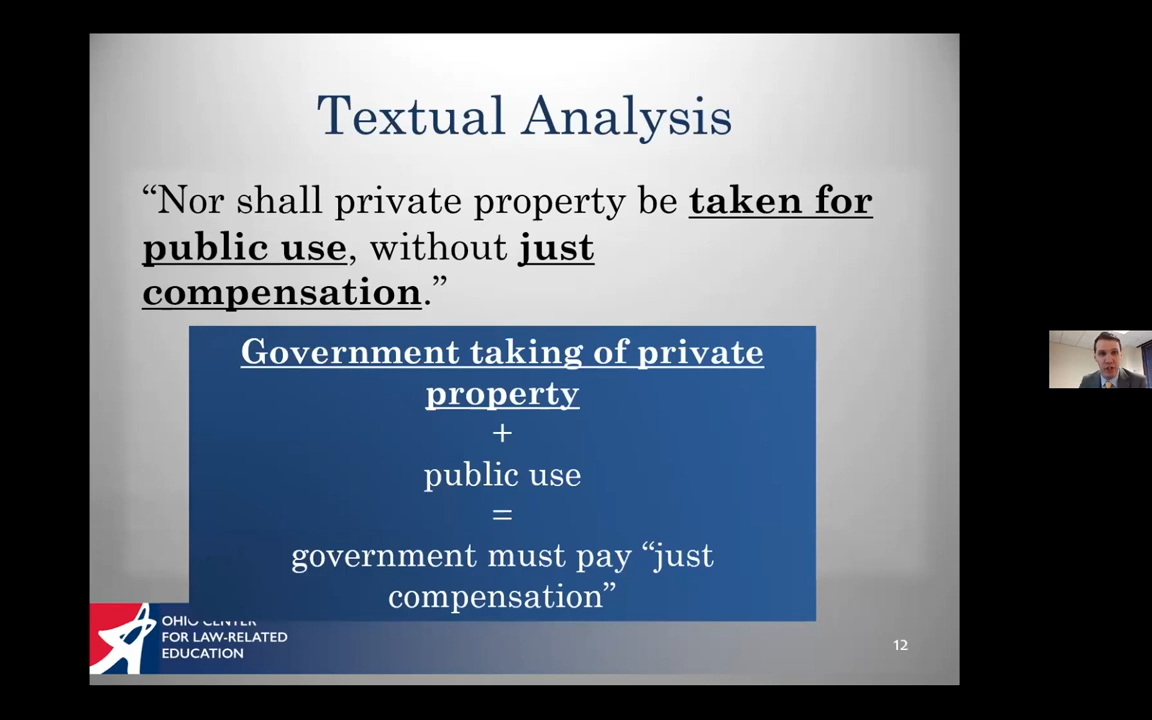 Textual Analysis
“Nor shall private property be taken for
public use, without just
compensation.”
Government taking of private
property
+
public use
=
government must pay “just
compensation”
OHIO CENTER
FOR LAW-RELATED
EDUCATION
12